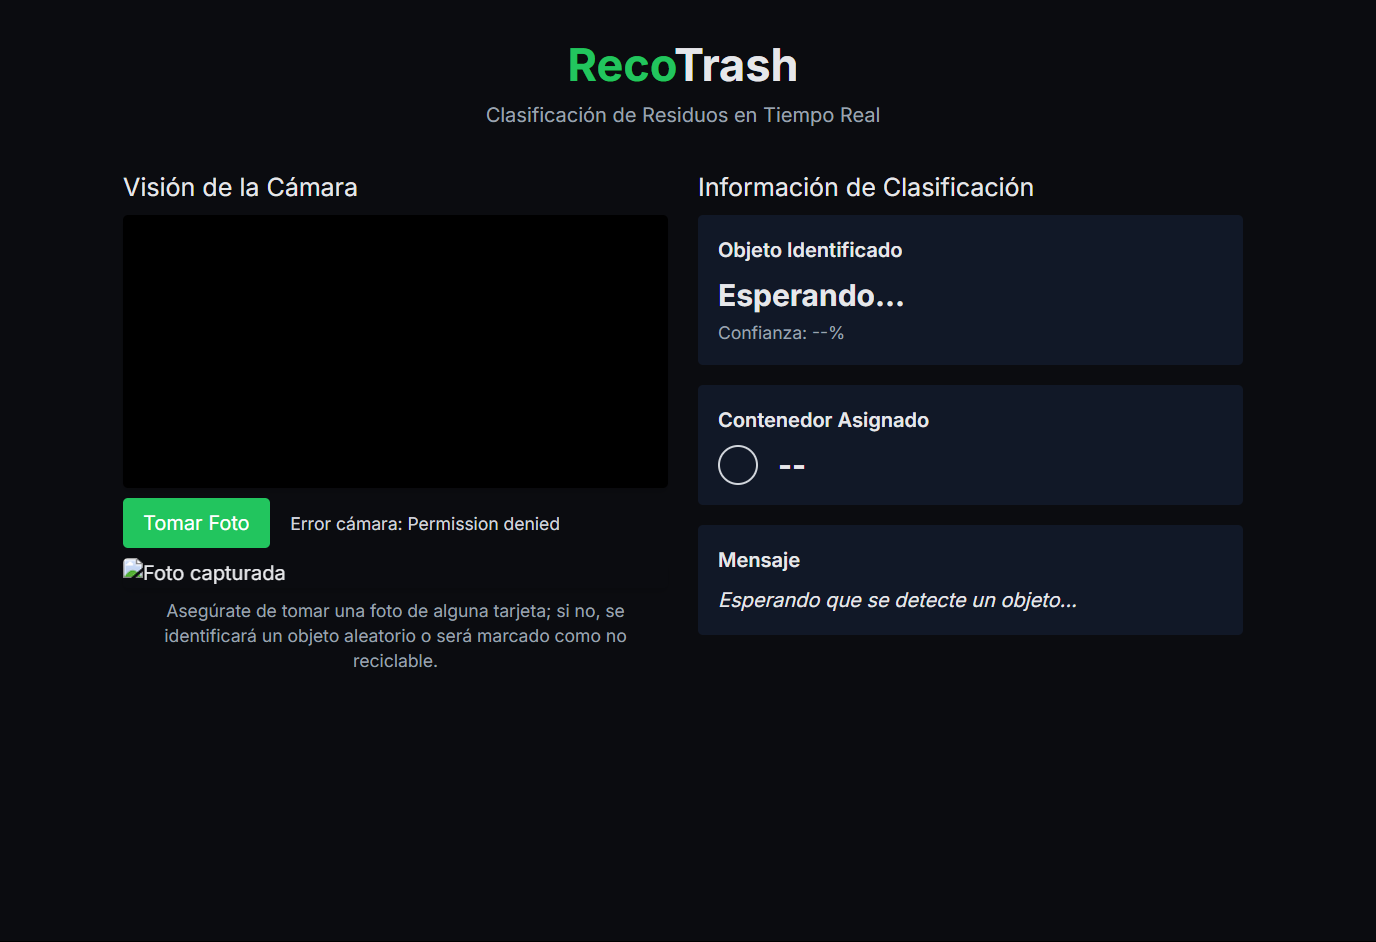 RecoTrash
Clasificación de Residuos en Tiempo Real
Visión de la Cámara
Tomar Foto
Error cámara: Permission denied
Foto capturada
Asegúrate de tomar una foto de alguna tarjeta; si no, se
identificará un objeto aleatorio o será marcado como no
reciclable.
Información de Clasificación
Objeto Identificado
Esperando...
Confianza: --%
Contenedor Asignado
--
Mensaje
Esperando que se detecte un objeto...